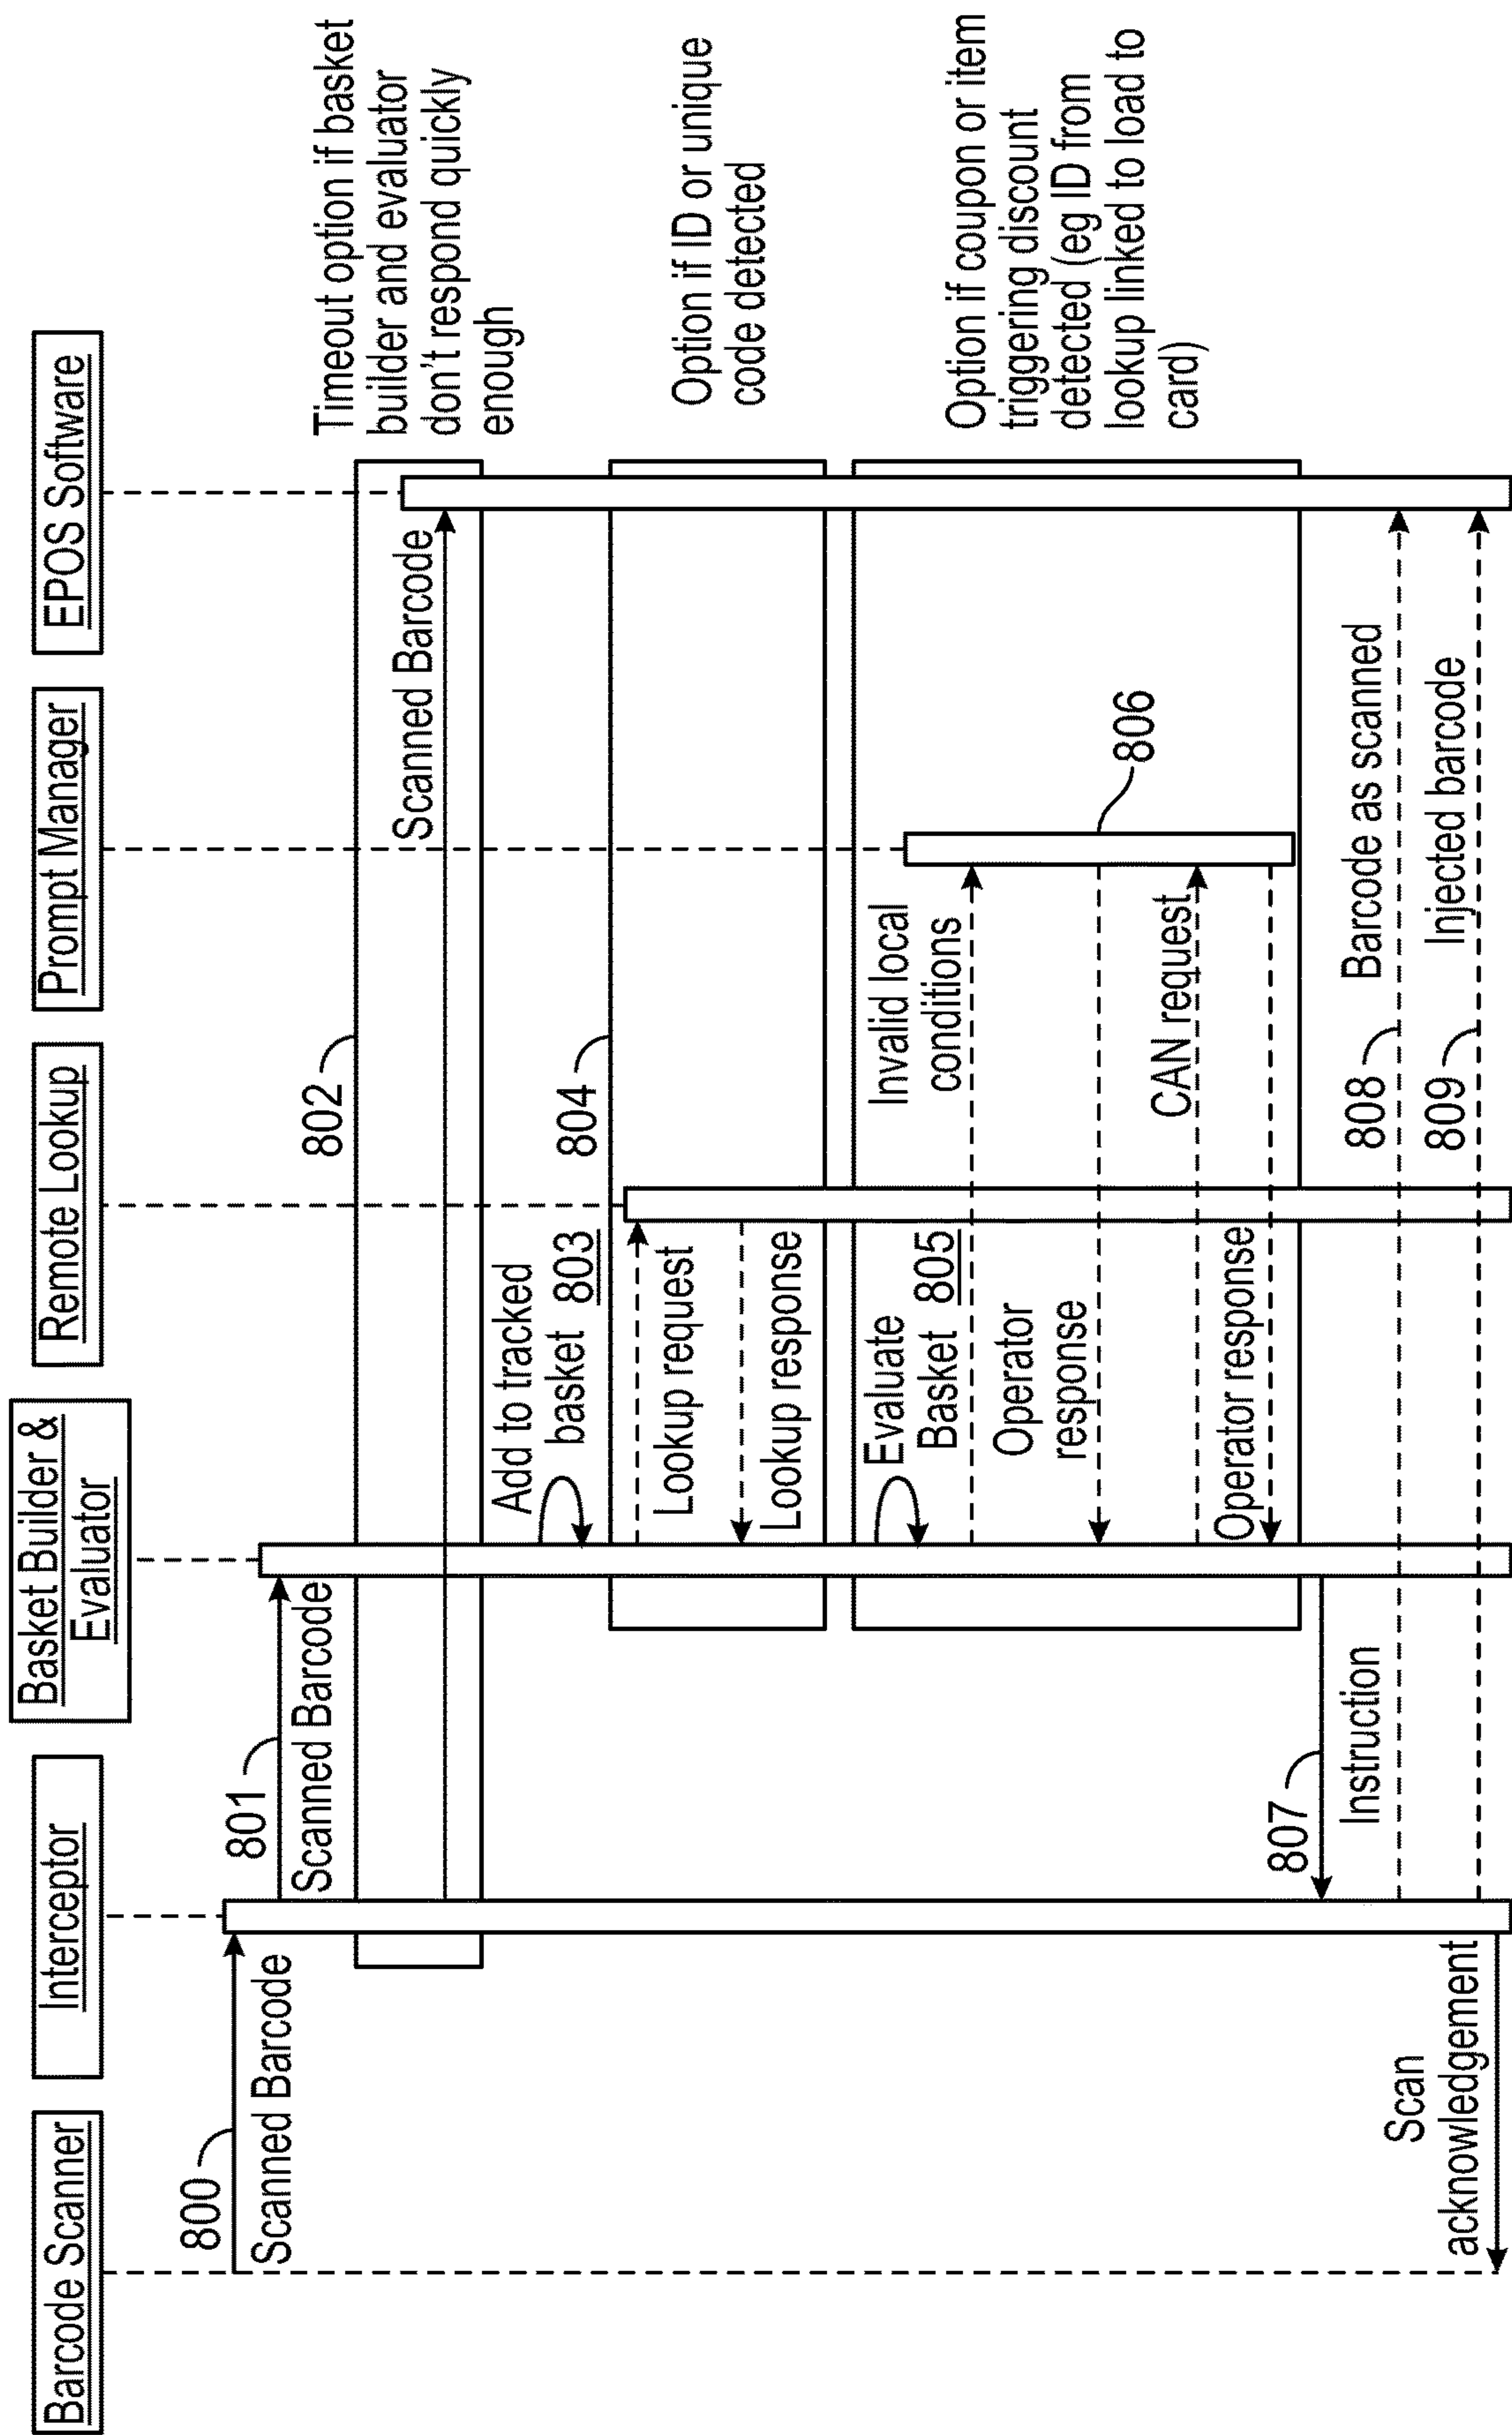 Barcode Scanner
Interceptor
Basket Builder &
Evaluator
Remote Lookup
Prompt Manager
EPOS Software
800
Scanned Barcode
801
Scanned Barcode
802
Scanned Barcode
Timeout option if basket
builder and evaluator
don't respond quickly
enough
Add to tracked
basket 803
804
Lookup request
Lookup response
Option if ID or unique
code detected
Evaluate
Basket 805
Invalid local
conditions
Operator
response
806
CAN request
Operator response
Option if coupon or item
triggering discount
detected (eg ID from
lookup linked to load to
card)
807
Instruction
808
Barcode as scanned
809
Injected barcode
Scan
acknowledgement